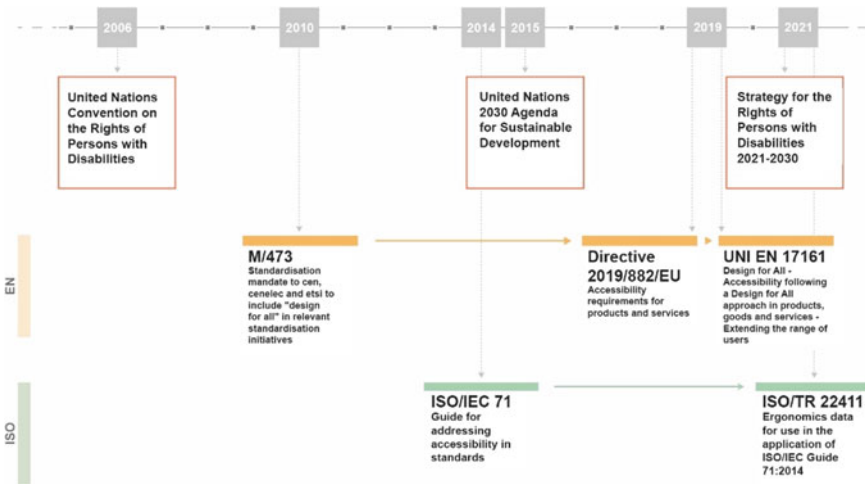 2006
2010
2014
2015
2019
2021
United Nations
Convention on
the Rights of
Persons with
Disabilities
United Nations
2030 Agenda
for Sustainable
Development
Strategy for the
Rights of
Persons with
Disabilities
2021-2030
EN
M/473
Standardisation
mandate to cen,
cenelec and etsi to
include "design
for all" in relevant
standardisation
initiatives
Directive
2019/882/EU
Accessibility
requirements for
products and services
UNI EN 17161
Design for All -
Accessibility following
a Design for All
approach in products,
goods and services -
Extending the range of
users
ISO
ISO/IEC 71
Guide for
addressing
accessibility in
standards
ISO/TR 22411
Ergonomics data
for use in the
application of
ISO/IEC Guide
71:2014